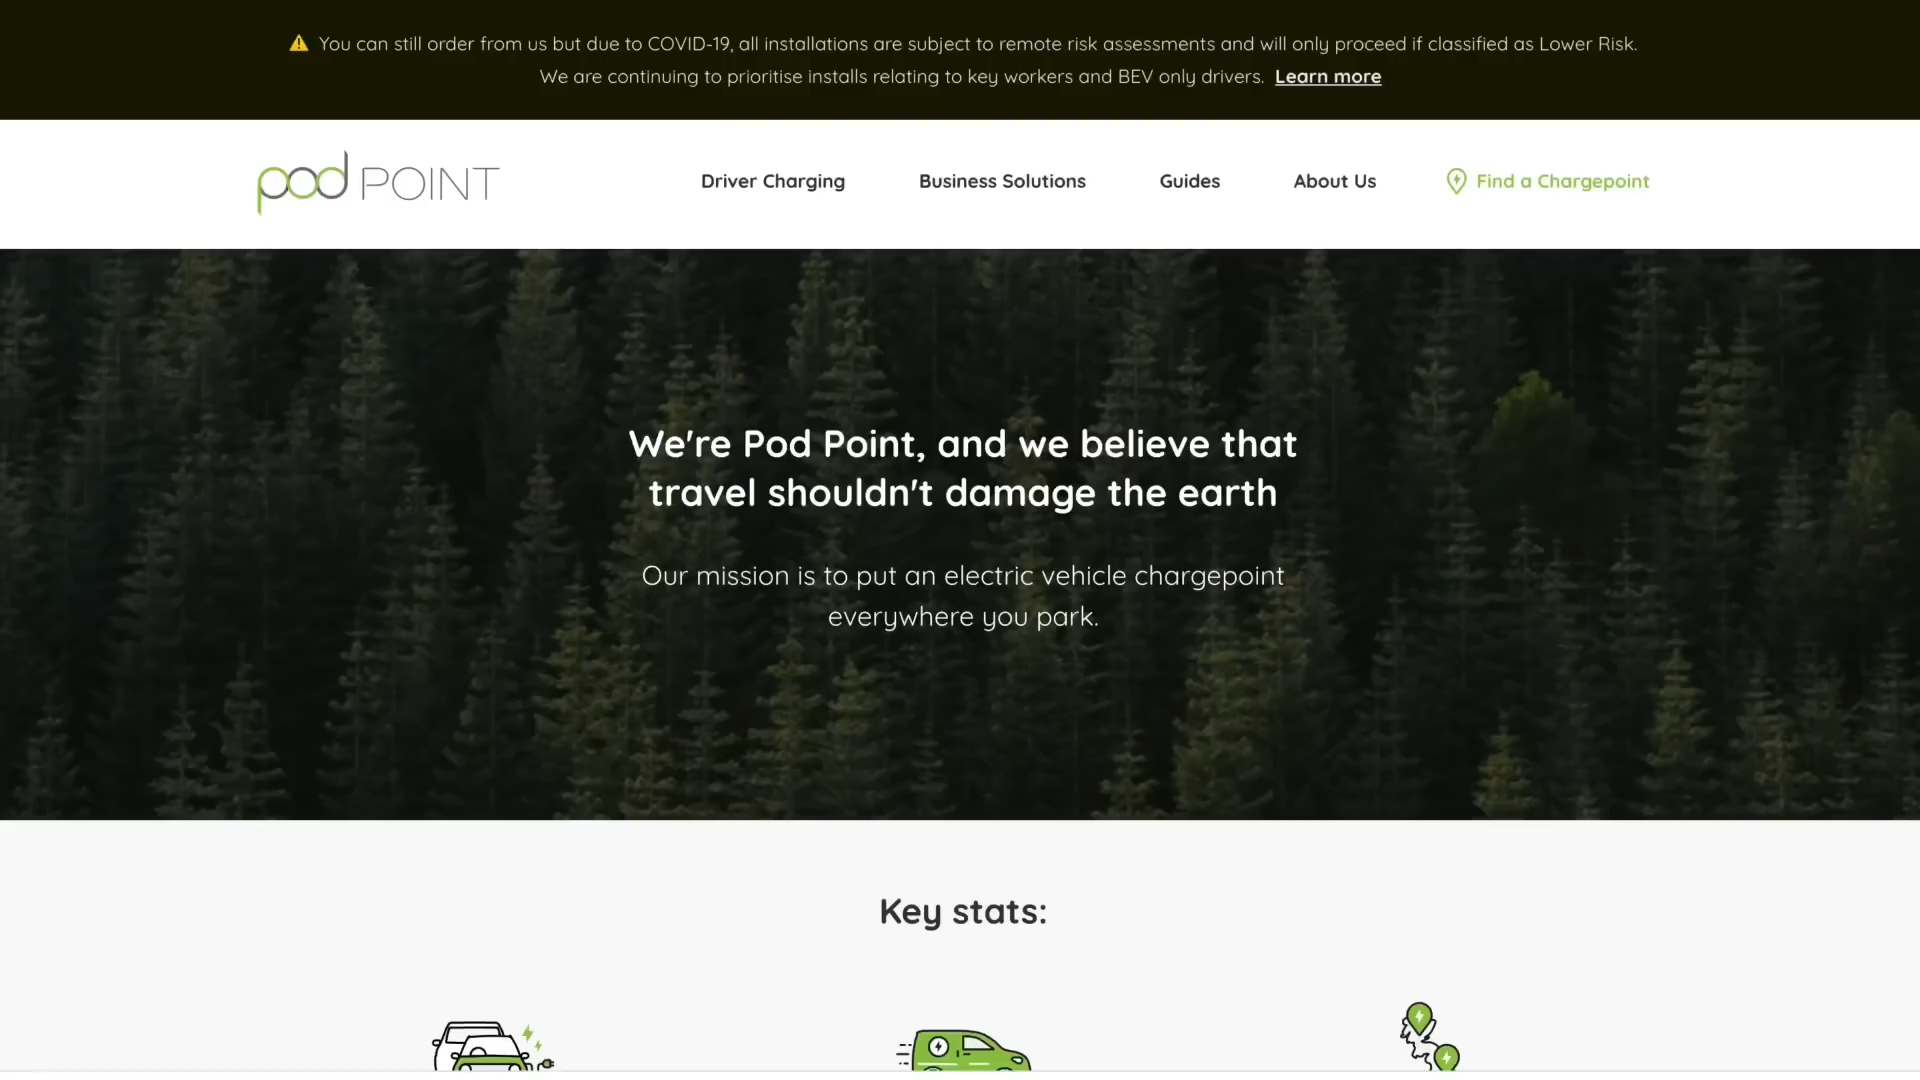 You can still order from us but due to COVID-19, all installations are subject to remote risk assessments and will only proceed if classified as Lower Risk.
We are continuing to prioritise installs relating to key workers and BEV only drivers. Learn more
pod POINT
Driver Charging
Business Solutions
Guides
About Us
Find a Chargepoint
We're Pod Point, and we believe that
travel shouldn't damage the earth
Our mission is to put an electric vehicle chargepoint
everywhere you park.
Key stats: